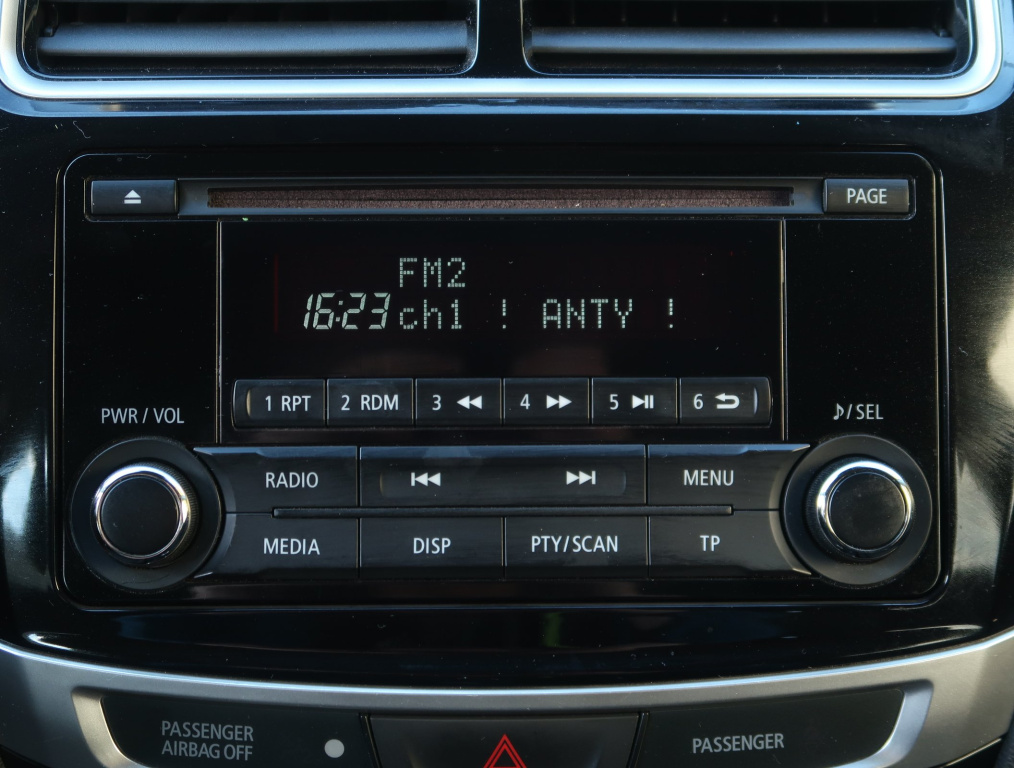 PAGE
FM2
16:23 ch1 ! ANTY !
1 RPT 2 RDM 3 4 5 6
PWR / VOL
/ SEL
RADIO MENU
MEDIA DISP PTY/SCAN TP
PASSENGER
AIRBAG OFF
PASSENGER